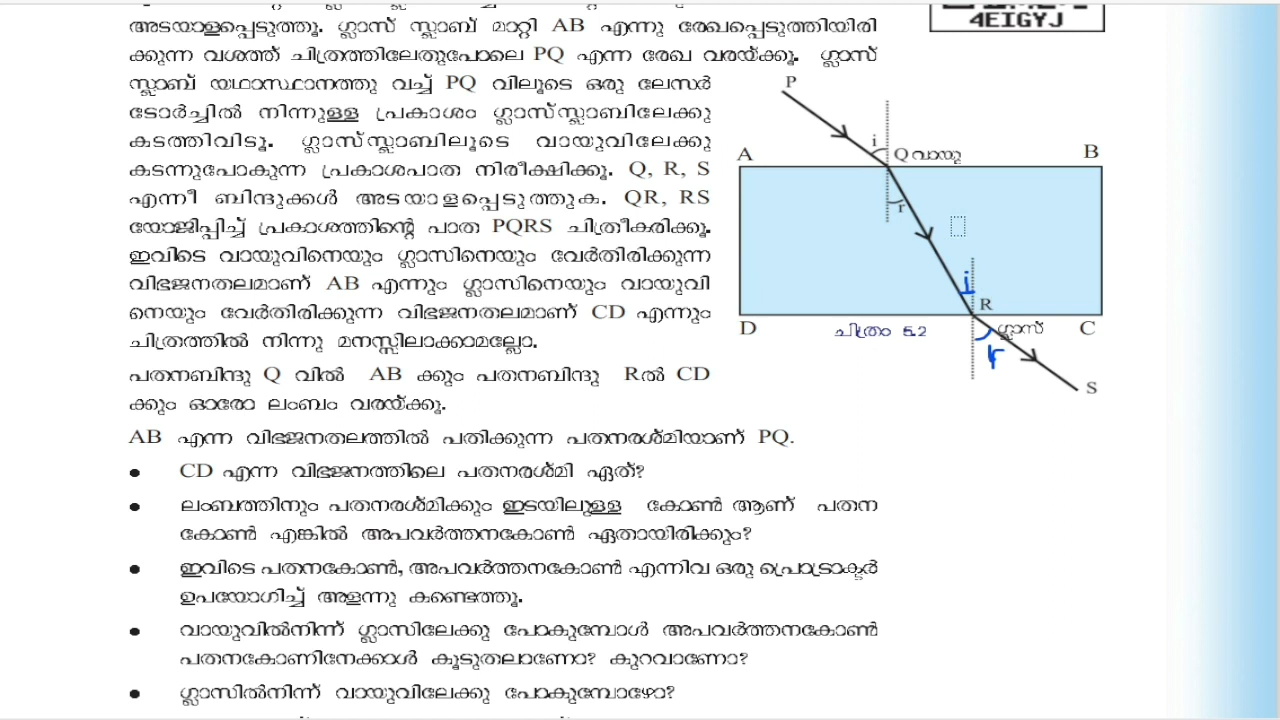 അടയാളപ്പെടുത്തൂ. ഗ്ലാസ് സ്ലാബ് മാറ്റി AB എന്നു രേഖപ്പെടുത്തിയിരി
ക്കുന്ന വശത്ത് ചിത്രത്തിലേതുപോലെ PQ എന്ന രേഖ വരയ്ക്കൂ. ഗ്ലാസ്
സ്ലാബ് യഥാസ്ഥാനത്തു വച്ച് PQ വിലൂടെ ഒരു ലേസർ
ടോർച്ചിൽ നിന്നുള്ള പ്രകാശം ഗ്ലാസ്സ്ലാബിലേക്കു
കടത്തിവിടൂ. ഗ്ലാസ്സ്ലാബിലൂടെ വായുവിലേക്കു
കടന്നുപോകുന്ന പ്രകാശപാത നിരീക്ഷിക്കൂ. Q, R, S
എന്നീ ബിന്ദുക്കൾ അടയാളപ്പെടുത്തുക. QR, RS
യോജിപ്പിച്ച് പ്രകാശത്തിന്റെ പാത PQRS ചിത്രീകരിക്കൂ.
ഇവിടെ വായുവിനെയും ഗ്ലാസിനെയും വേർതിരിക്കുന്ന
വിഭജനതലമാണ് AB എന്നും ഗ്ലാസിനെയും വായുവി
നെയും വേർതിരിക്കുന്ന വിഭജനതലമാണ് CD എന്നും
ചിത്രത്തിൽ നിന്നു മനസ്സിലാക്കാമല്ലോ.
പതനബിന്ദു Q വിൽ AB ക്കും പതനബിന്ദു Rൽ CD
ക്കും ഓരോ ലംബം വരയ്ക്കൂ.
AB എന്ന വിഭജനതലത്തിൽ പതിക്കുന്ന പതനരശ്മിയാണ് PQ.
• CD എന്ന വിഭജനത്തിലെ പതനരശ്മി ഏത്?
• ലംബത്തിനും പതനരശ്മിക്കും ഇടയിലുള്ള കോൺ ആണ് പതന
കോൺ എങ്കിൽ അപവർത്തനകോൺ ഏതായിരിക്കും?
• ഇവിടെ പതനകോൺ, അപവർത്തനകോൺ എന്നിവ ഒരു പ്രൊട്രാക്ടർ
ഉപയോഗിച്ച് അളന്നു കണ്ടെത്തൂ.
• വായുവിൽനിന്ന് ഗ്ലാസിലേക്കു പോകുമ്പോൾ അപവർത്തനകോൺ
പതനകോണിനേക്കാൾ കൂടുതലാണോ? കുറവാണോ?
• ഗ്ലാസിൽനിന്ന് വായുവിലേക്കു പോകുമ്പോഴോ?
4EIGYJ
P
i
A
Q വായു
B
r
i
R
D
ചിത്രം 5.2
ഗ്ലാസ്
C
r
S